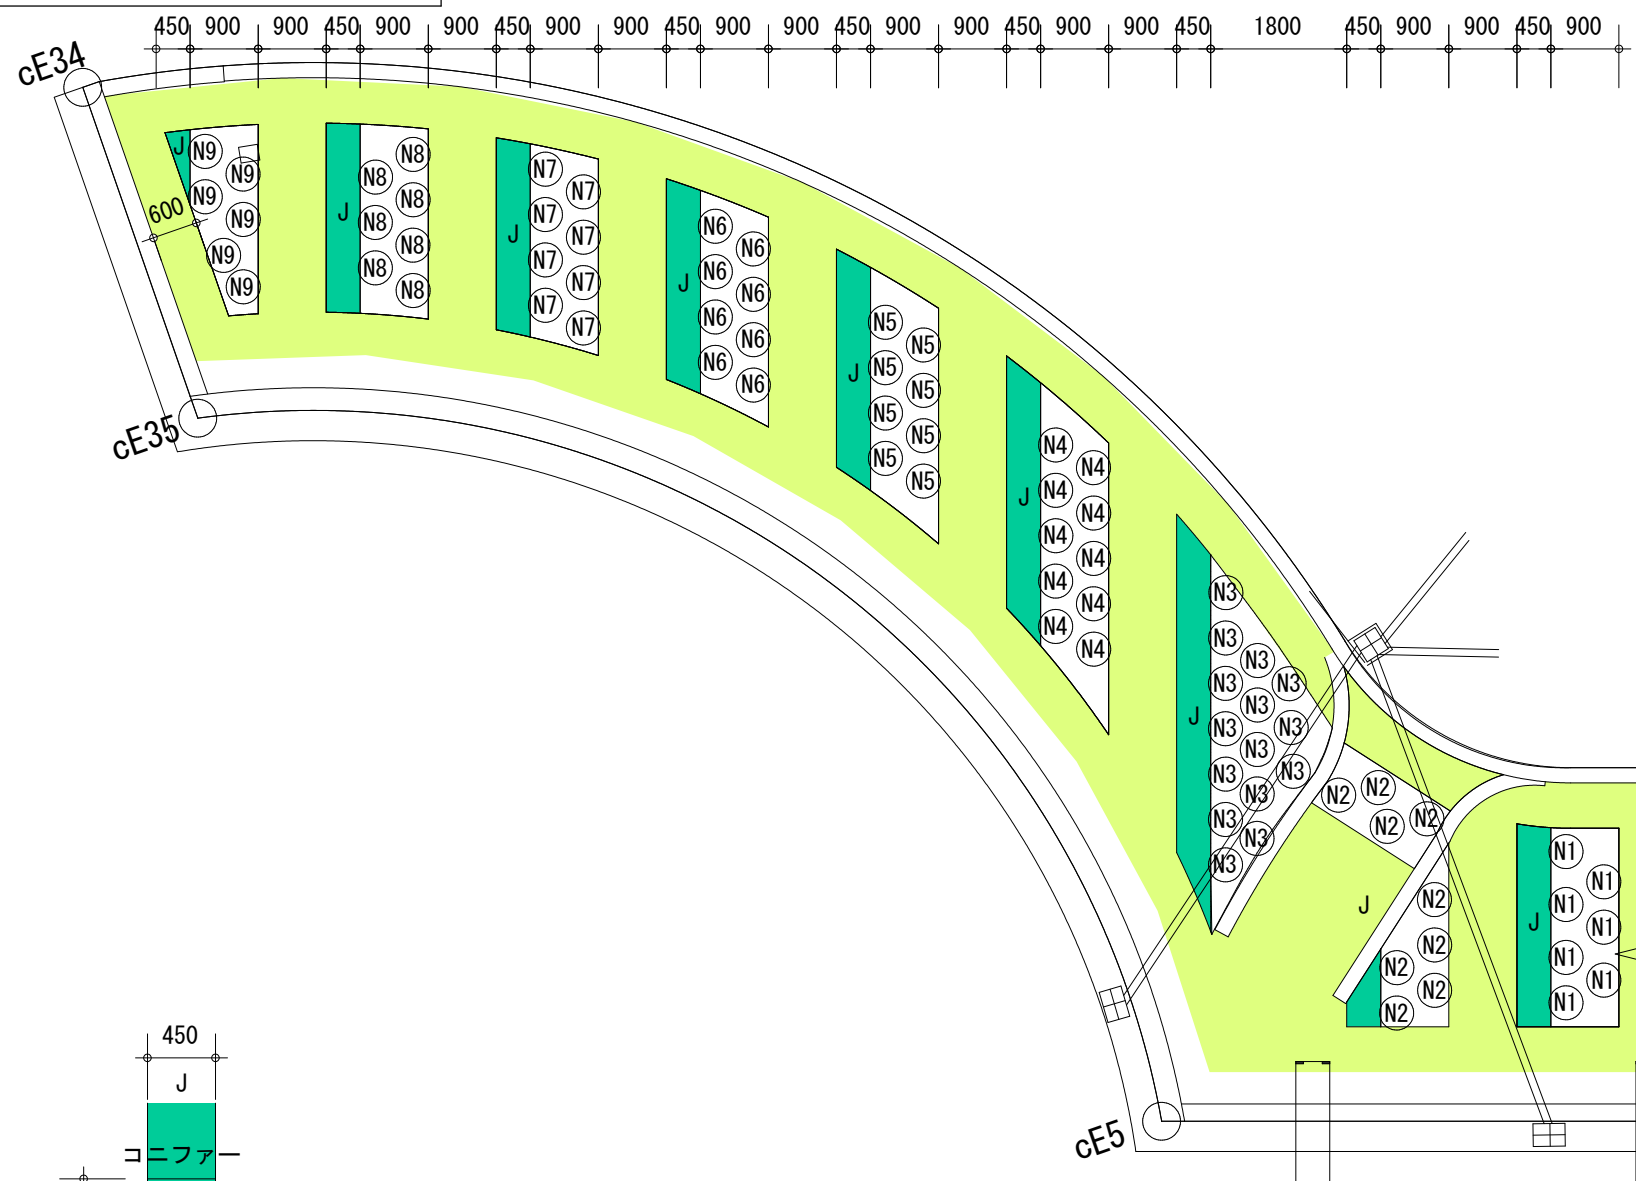 450 900 900 450 900 900 450 900 900 450 900 900 450 900 900 450 900 900 450 1800 450 900 900 450 900
cE34
J N9 N9 N9 N9 N9 N9
600
J N8 N8 N8 N8 N8 N8 N8
J N7 N7 N7 N7 N7 N7 N7 N7
J N6 N6 N6 N6 N6 N6 N6 N6
J N5 N5 N5 N5 N5 N5 N5 N5
J N4 N4 N4 N4 N4 N4 N4 N4 N4 N4
J N3 N3 N3 N3 N3 N3 N3 N3 N3 N3 N3 N3 N3 N3 N3
N2 N2 N2 N2
J N2 N2 N2 N2 N2
J N1 N1 N1 N1 N1 N1 N1
cE35
cE5
450
J
コニファー